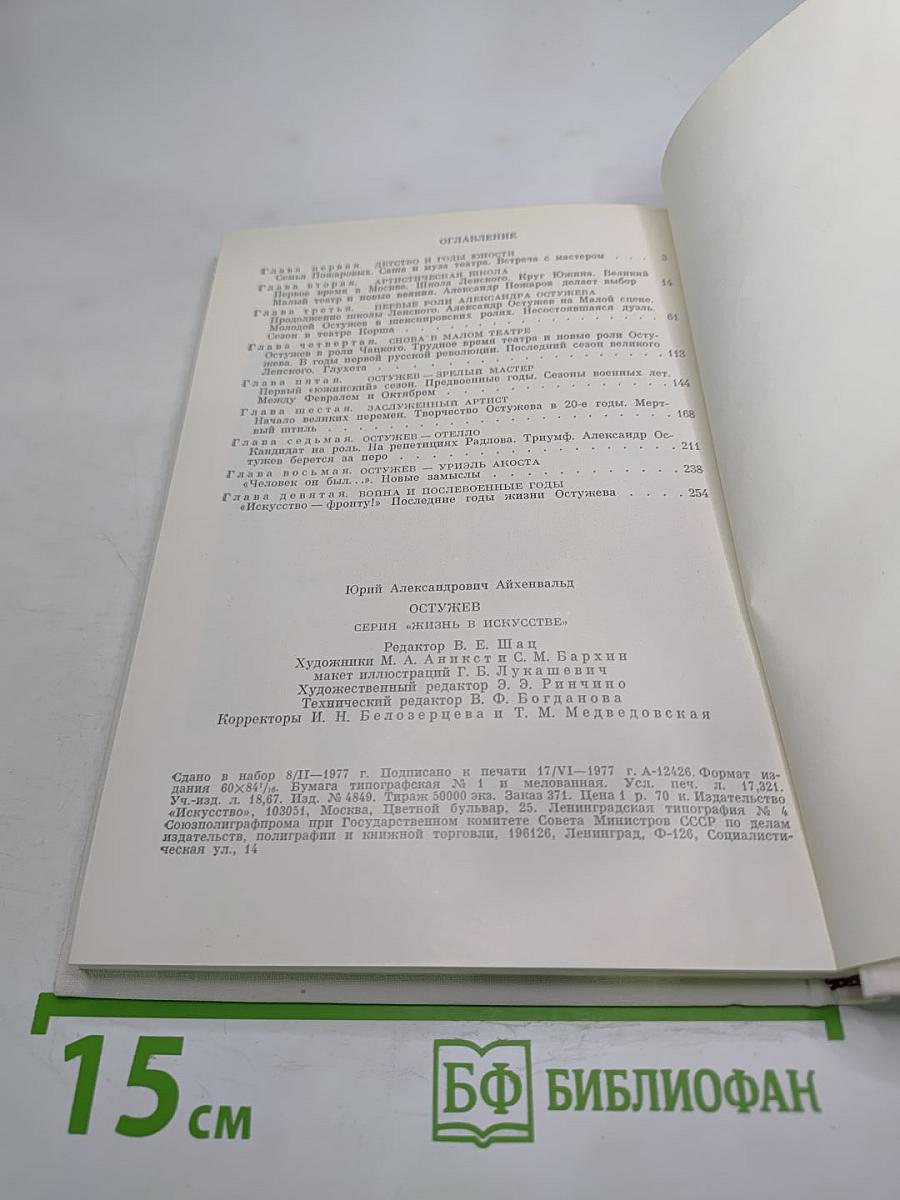 ОГЛАВЛЕНИЕ
Глава первая. ДЕТСТВО И ГОДЫ ЮНОСТИ
Семья Пожаровых. Саша и муза театра. Встреча с мастером . . . 3
Глава вторая. АРТИСТИЧЕСКАЯ ШКОЛА
Первое время в Москве. Школа Ленского. Круг Южина. Великий
Малый театр и новые веяния. Александр Пожаров делает выбор 14
Глава третья. ПЕРВЫЕ РОЛИ АЛЕКСАНДРА ОСТУЖЕВА
Продолжение школы Ленского. Александр Остужев на Малой сцене.
Молодой Остужев в шекспировских ролях. Несостоявшаяся дуэль.
Сезон в театре Корша . . . . . . . . . . . . . 61
Глава четвертая. СНОВА В МАЛОМ ТЕАТРЕ
Остужев в роли Чацкого. Трудное время театра и новые роли Осту-
жева. В годы первой русской революции. Последний сезон великого
Ленского. Глухота . . . . . . . . . . . . . . . 113
Глава пятая. ОСТУЖЕВ — ЗРЕЛЫЙ МАСТЕР
Первый «южинский» сезон. Предвоенные годы. Сезоны военных лет.
Между Февралем и Октябрем . . . . . . . . . . . . 144
Глава шестая. ЗАСЛУЖЕННЫЙ АРТИСТ
Начало великих перемен. Творчество Остужева в 20-е годы. Мерт-
вый штиль . . . . . . . . . . . . . . . . . 168
Глава седьмая. ОСТУЖЕВ — ОТЕЛЛО
Кандидат на роль. На репетициях Радлова. Триумф. Александр Ос-
тужев берется за перо . . . . . . . . . . . . . . 211
Глава восьмая. ОСТУЖЕВ — УРИЭЛЬ АКОСТА
«Человек он был...». Новые замыслы . . . . . . . . . 238
Глава девятая. ВОЙНА И ПОСЛЕВОЕННЫЕ ГОДЫ
«Искусство — фронту!» Последние годы жизни Остужева . . . . 254
Юрий Александрович Айхенвальд
ОСТУЖЕВ
СЕРИЯ «ЖИЗНЬ В ИСКУССТВЕ»
Редактор В. Е. Шац
Художники М. А. Аникст и С. М. Бархин
макет иллюстраций Г. Б. Лукашевич
Художественный редактор Э. Э. Ринчино
Технический редактор В. Ф. Богданова
Корректоры И. Н. Белозерцева и Т. М. Медведовская
Сдано в набор 8/II—1977 г. Подписано к печати 17/VI—1977 г. А-12426. Формат из-
дания 60×84¹/₁₆. Бумага типографская № 1 и мелованная. Усл. печ. л. 17,321.
Уч.-изд. л. 18,67. Изд. № 4849. Тираж 50000 экз. Заказ 371. Цена 1 р. 70 к. Издательство
«Искусство», 103051, Москва, Цветной бульвар, 25. Ленинградская типография № 4
Союзполиграфпрома при Государственном комитете Совета Министров СССР по делам
издательств, полиграфии и книжной торговли, 196126, Ленинград, Ф-126, Социалисти-
ческая ул., 14
15 см
БФ БИБЛИОФАН